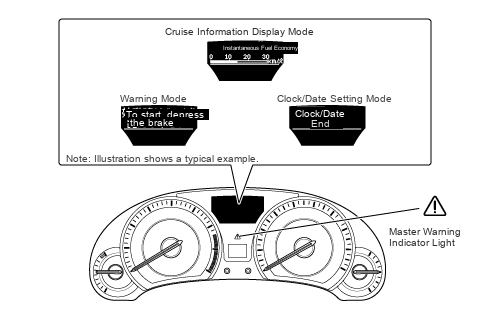 Cruise Information Display Mode
Instantaneous Fuel Economy
0 10 20 30 km/ℓ
Warning Mode
To start, depress
the brake
Clock/Date Setting Mode
Clock/Date
End
Note: Illustration shows a typical example.
Master Warning
Indicator Light